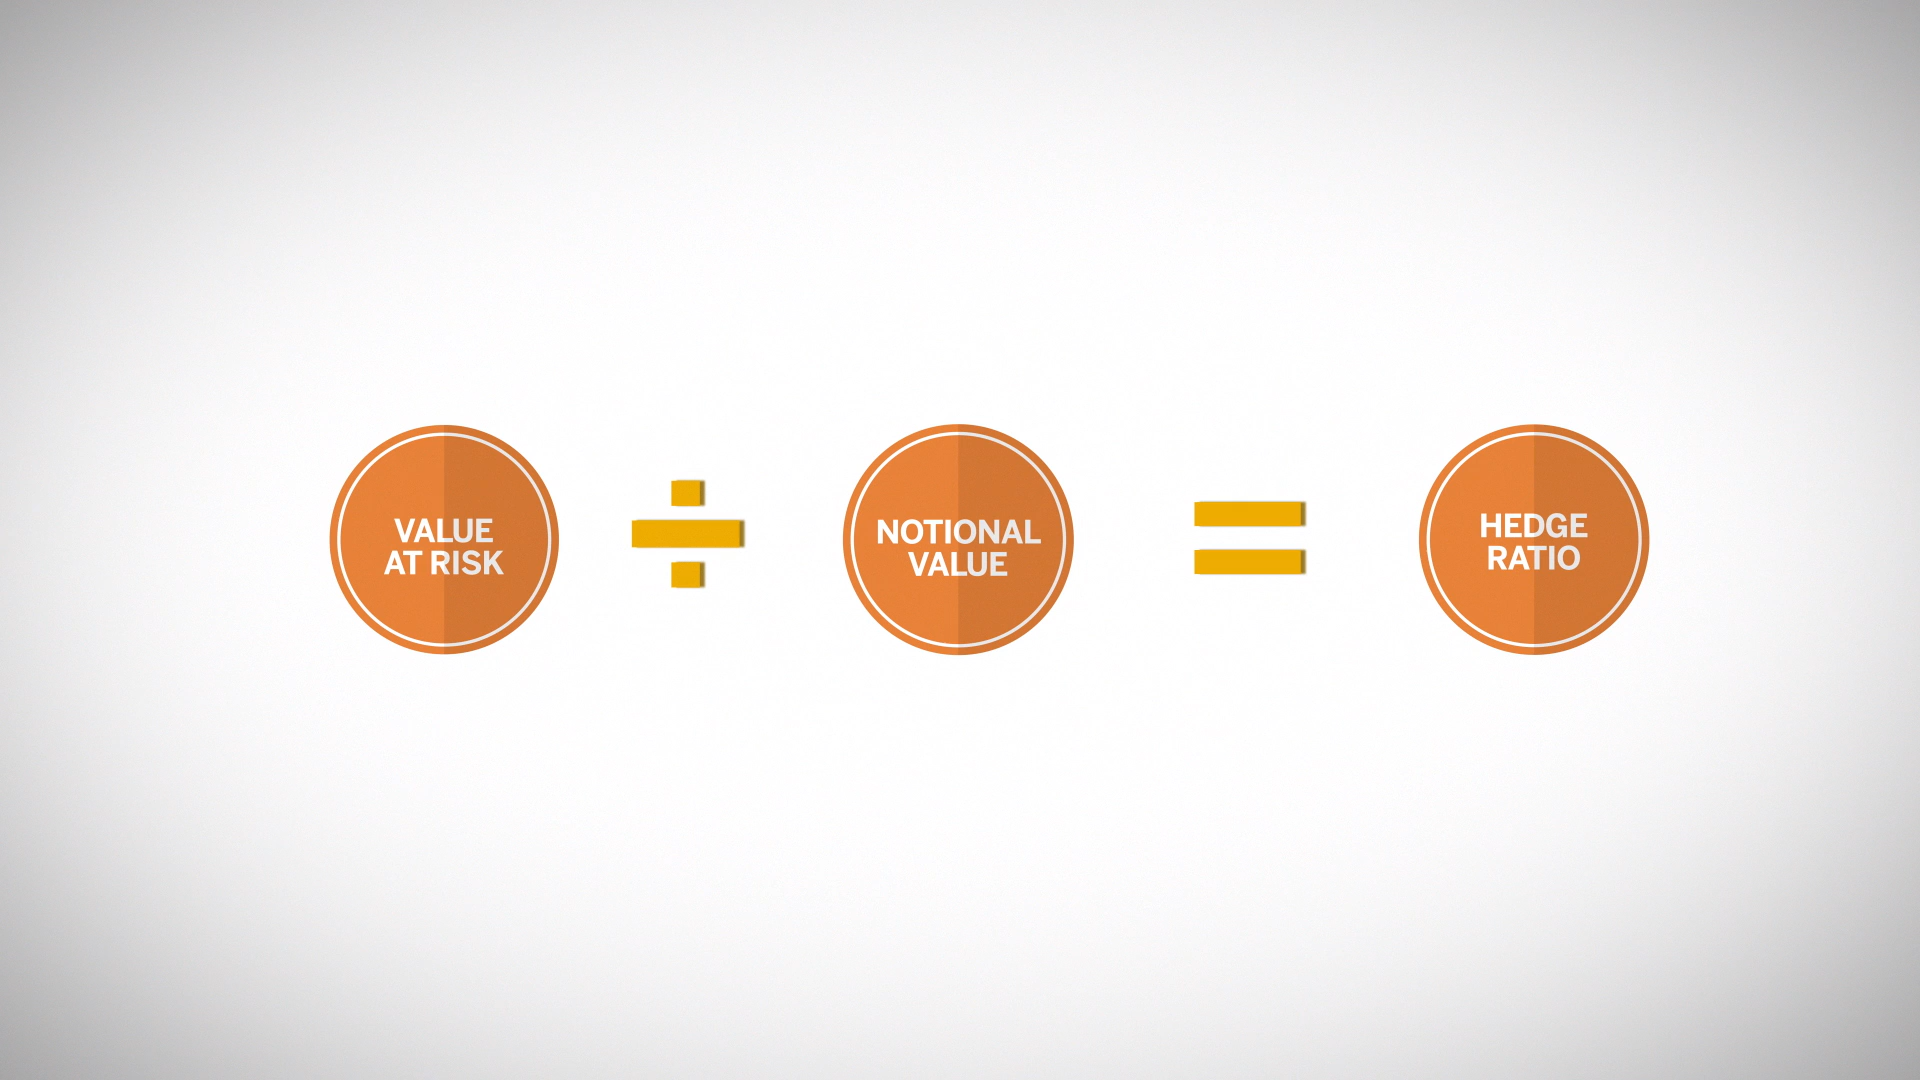 VALUE
AT RISK
÷
NOTIONAL
VALUE
=
HEDGE
RATIO